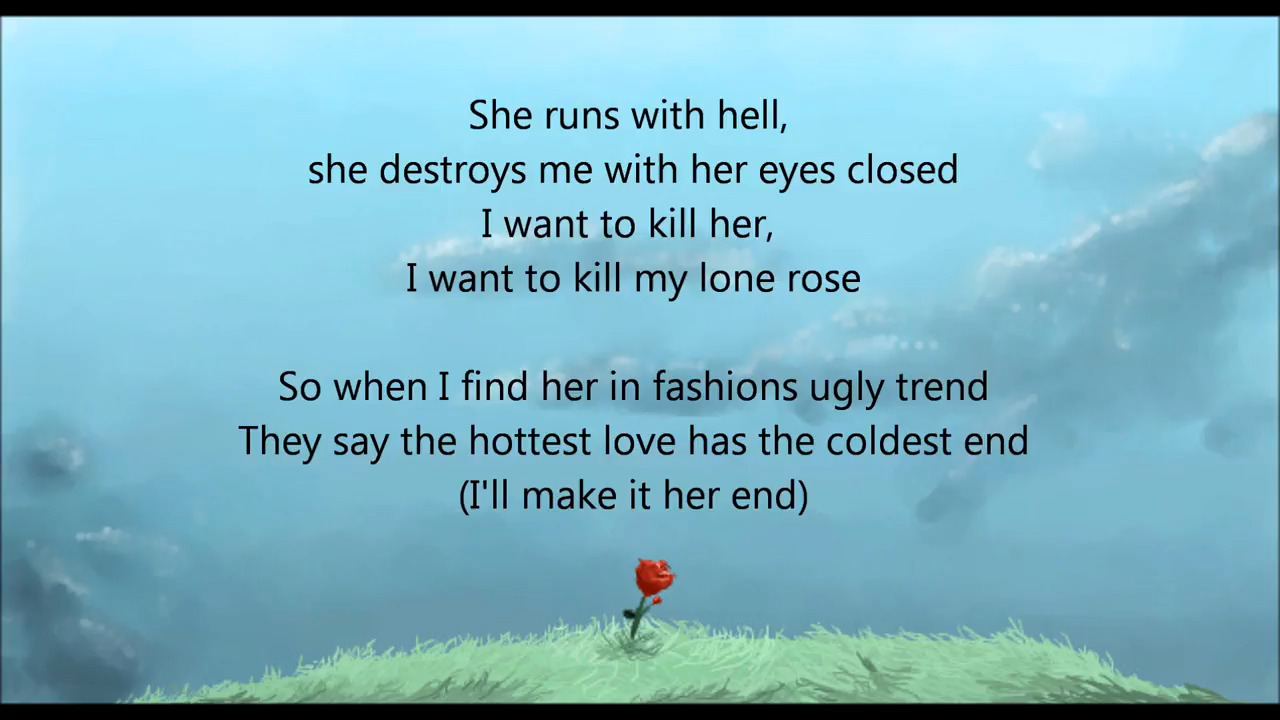 She runs with hell,
she destroys me with her eyes closed
I want to kill her,
I want to kill my lone rose
So when I find her in fashions ugly trend
They say the hottest love has the coldest end
(I'll make it her end)